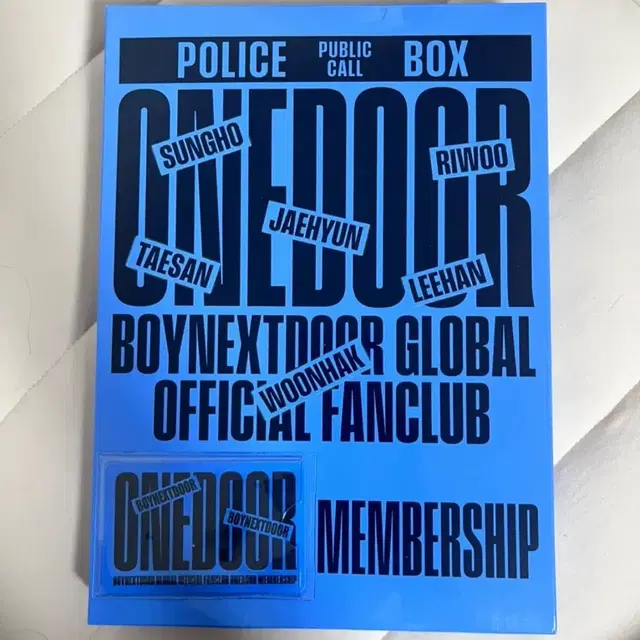 POLICE PUBLIC CALL BOX
ONEDOOR
SUNGHO
RIWOO
JAEHYUN
TAESAN
LEEHAN
BOYNEXTDOOR GLOBAL
WOONHAK
OFFICIAL FANCLUB
ONEDOOR
BOYNEXTDOOR
BOYNEXTDOOR
BOYNEXTDOOR GLOBAL OFFICIAL FANCLUB ONEDOOR MEMBERSHIP
MEMBERSHIP